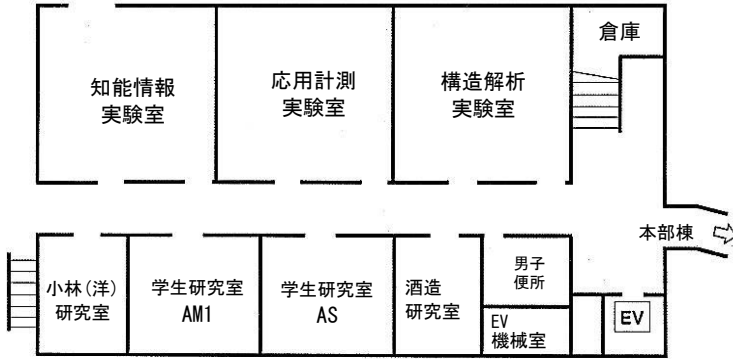 倉庫
知能情報
実験室
応用計測
実験室
構造解析
実験室
本部棟
小林(洋)
研究室
学生研究室
AM1
学生研究室
AS
酒造
研究室
男子
便所
EV
機械室
EV